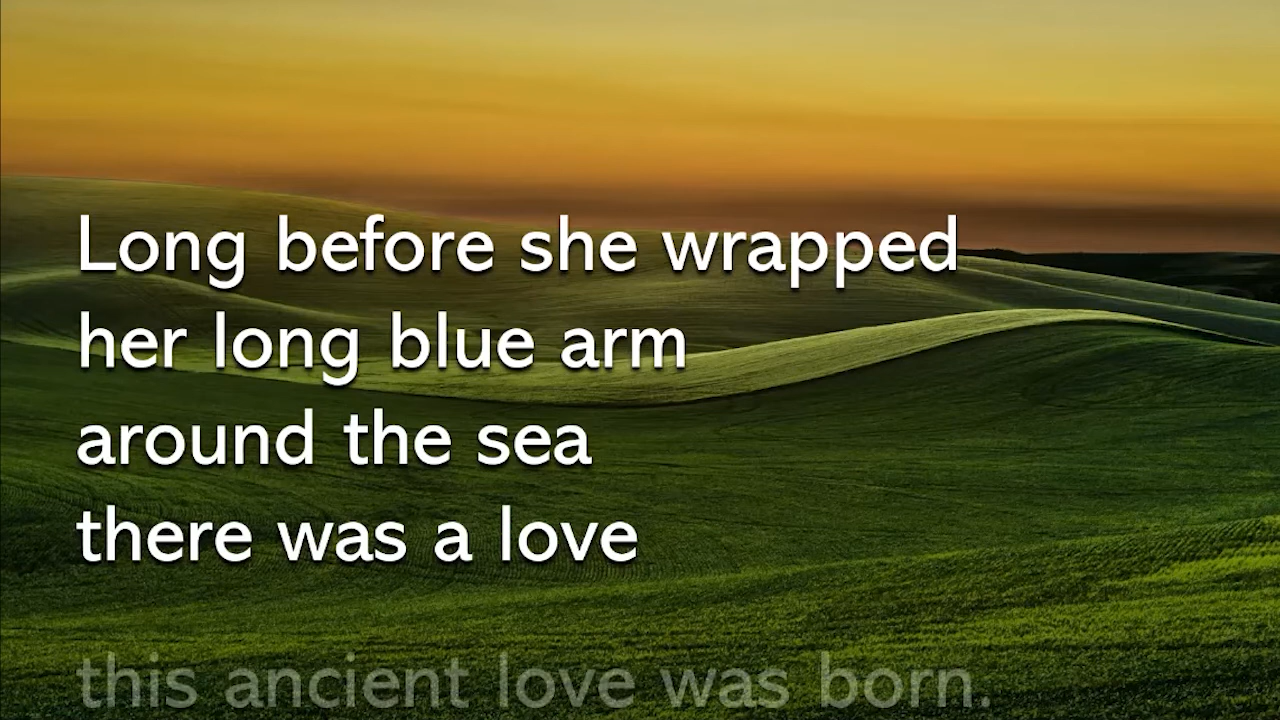 Long before she wrapped
her long blue arm
around the sea
there was a love
this ancient love was born.